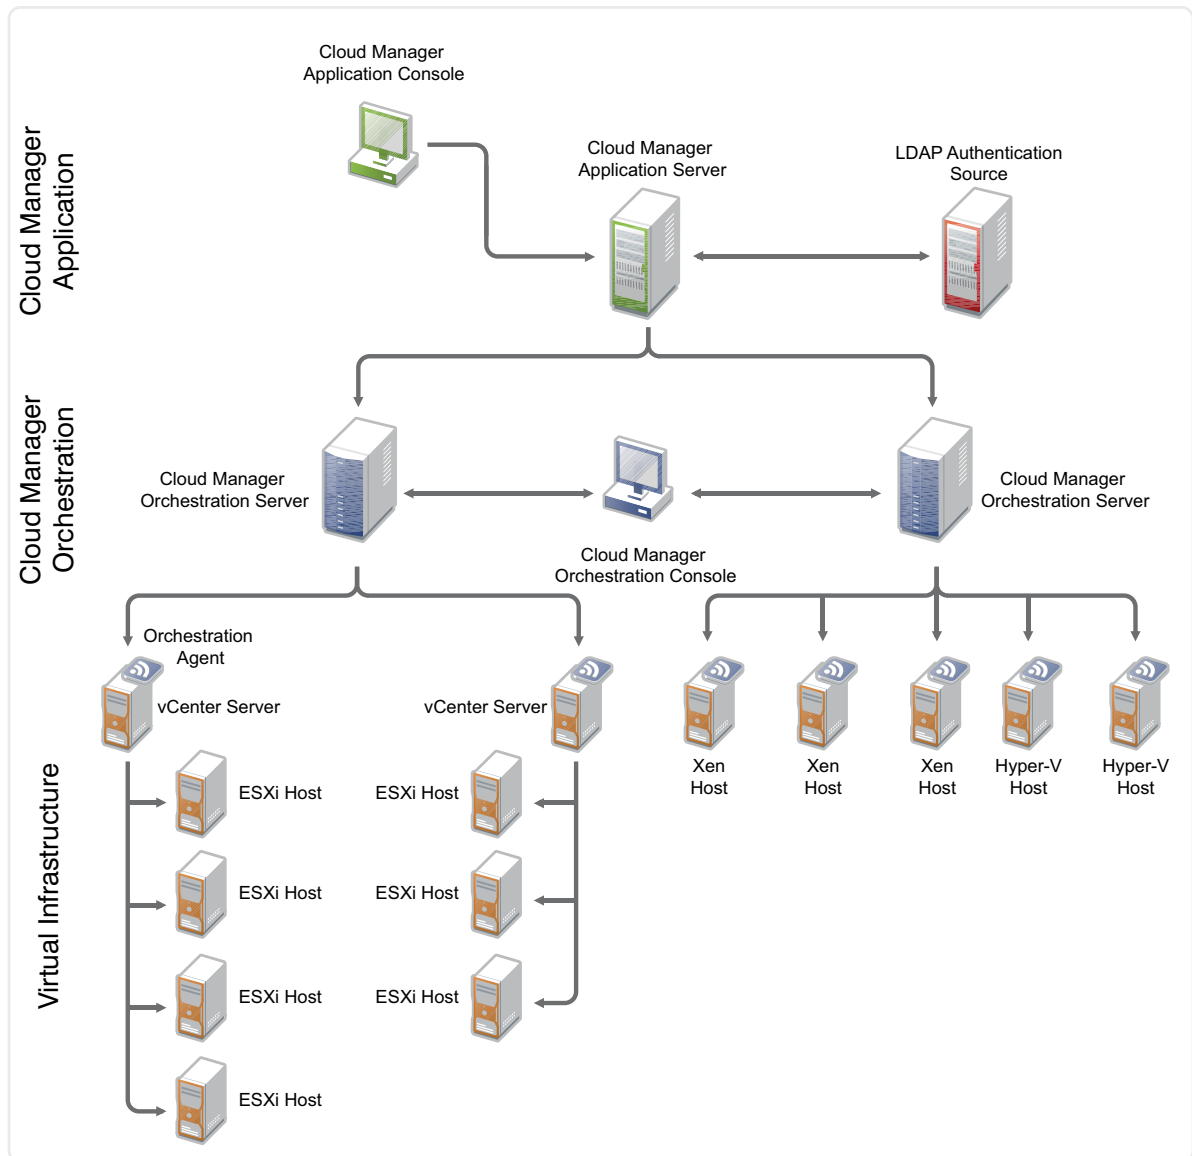 Cloud Manager
Application Console
Cloud Manager
Application
Cloud Manager
Application Server
LDAP Authentication
Source
Cloud Manager
Orchestration
Cloud Manager
Orchestration Server
Cloud Manager
Orchestration Server
Cloud Manager
Orchestration Console
Orchestration
Agent
vCenter Server
vCenter Server
Xen
Host
Xen
Host
Xen
Host
Hyper-V
Host
Hyper-V
Host
Virtual Infrastructure
ESXi Host
ESXi Host
ESXi Host
ESXi Host
ESXi Host
ESXi Host
ESXi Host